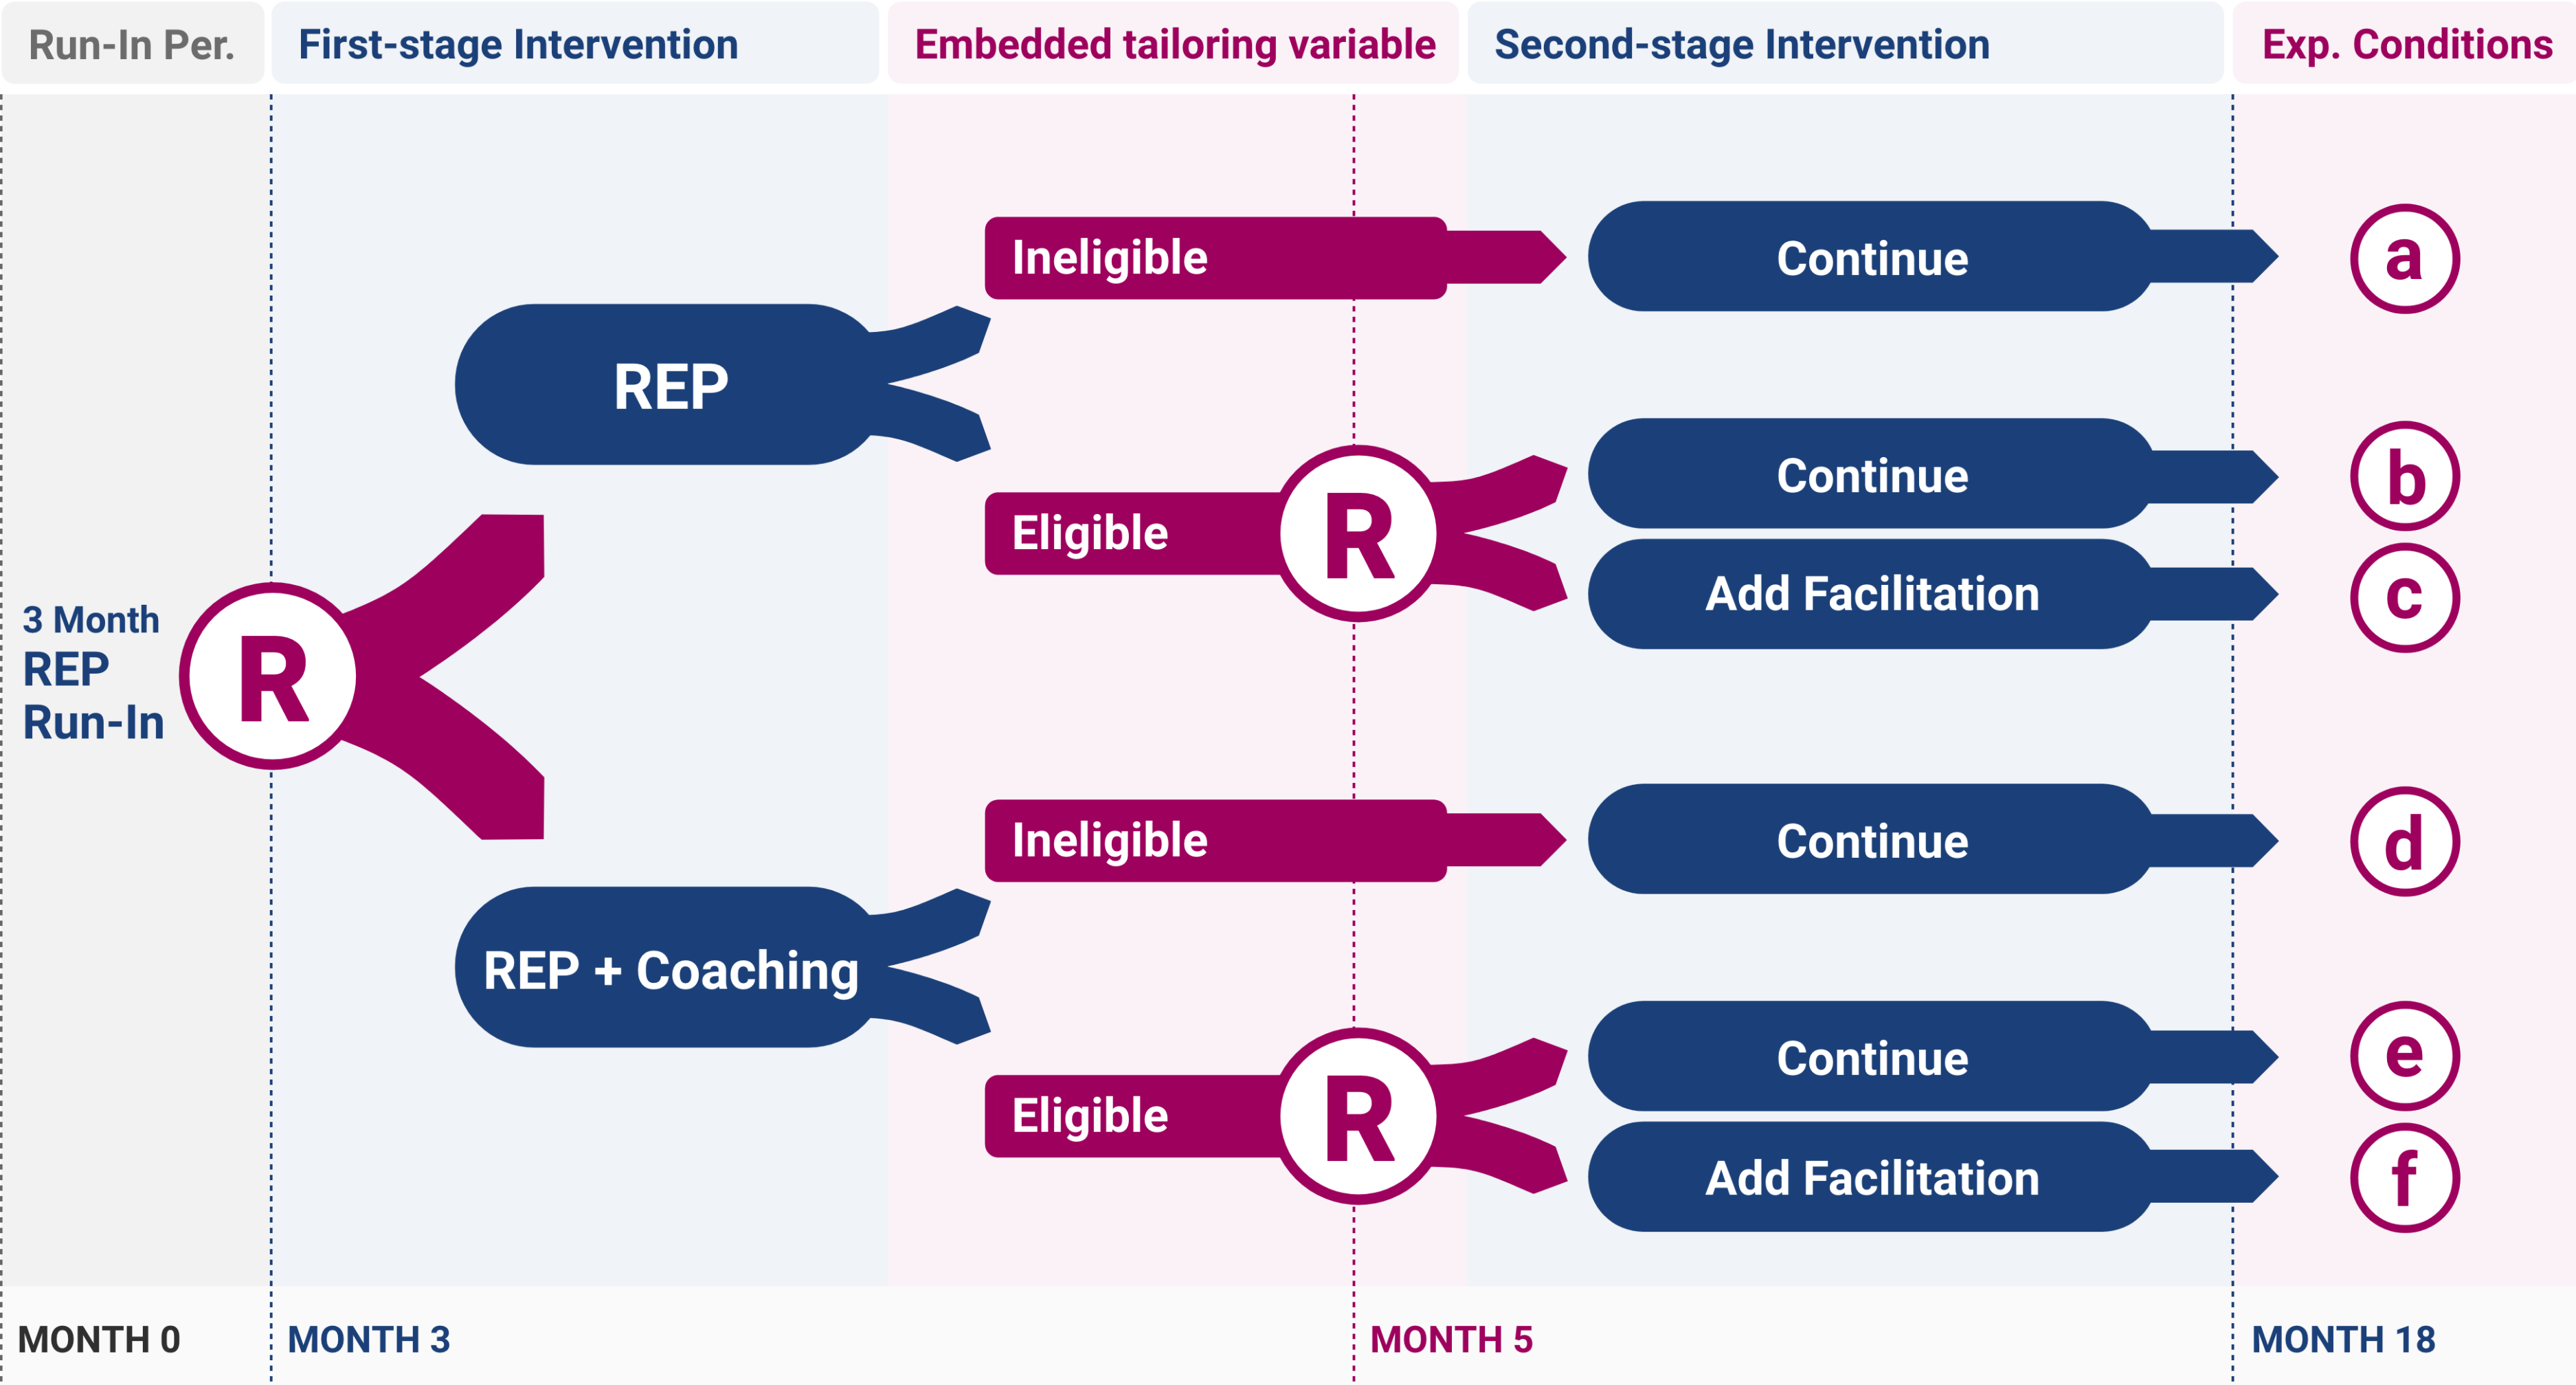 Run-In Per.
First-stage Intervention
Embedded tailoring variable
Second-stage Intervention
Exp. Conditions
3 Month
REP
Run-In
R
REP
Ineligible
Continue
a
Eligible
R
Continue
b
Add Facilitation
c
REP + Coaching
Ineligible
Continue
d
Eligible
R
Continue
e
Add Facilitation
f
MONTH 0
MONTH 3
MONTH 5
MONTH 18